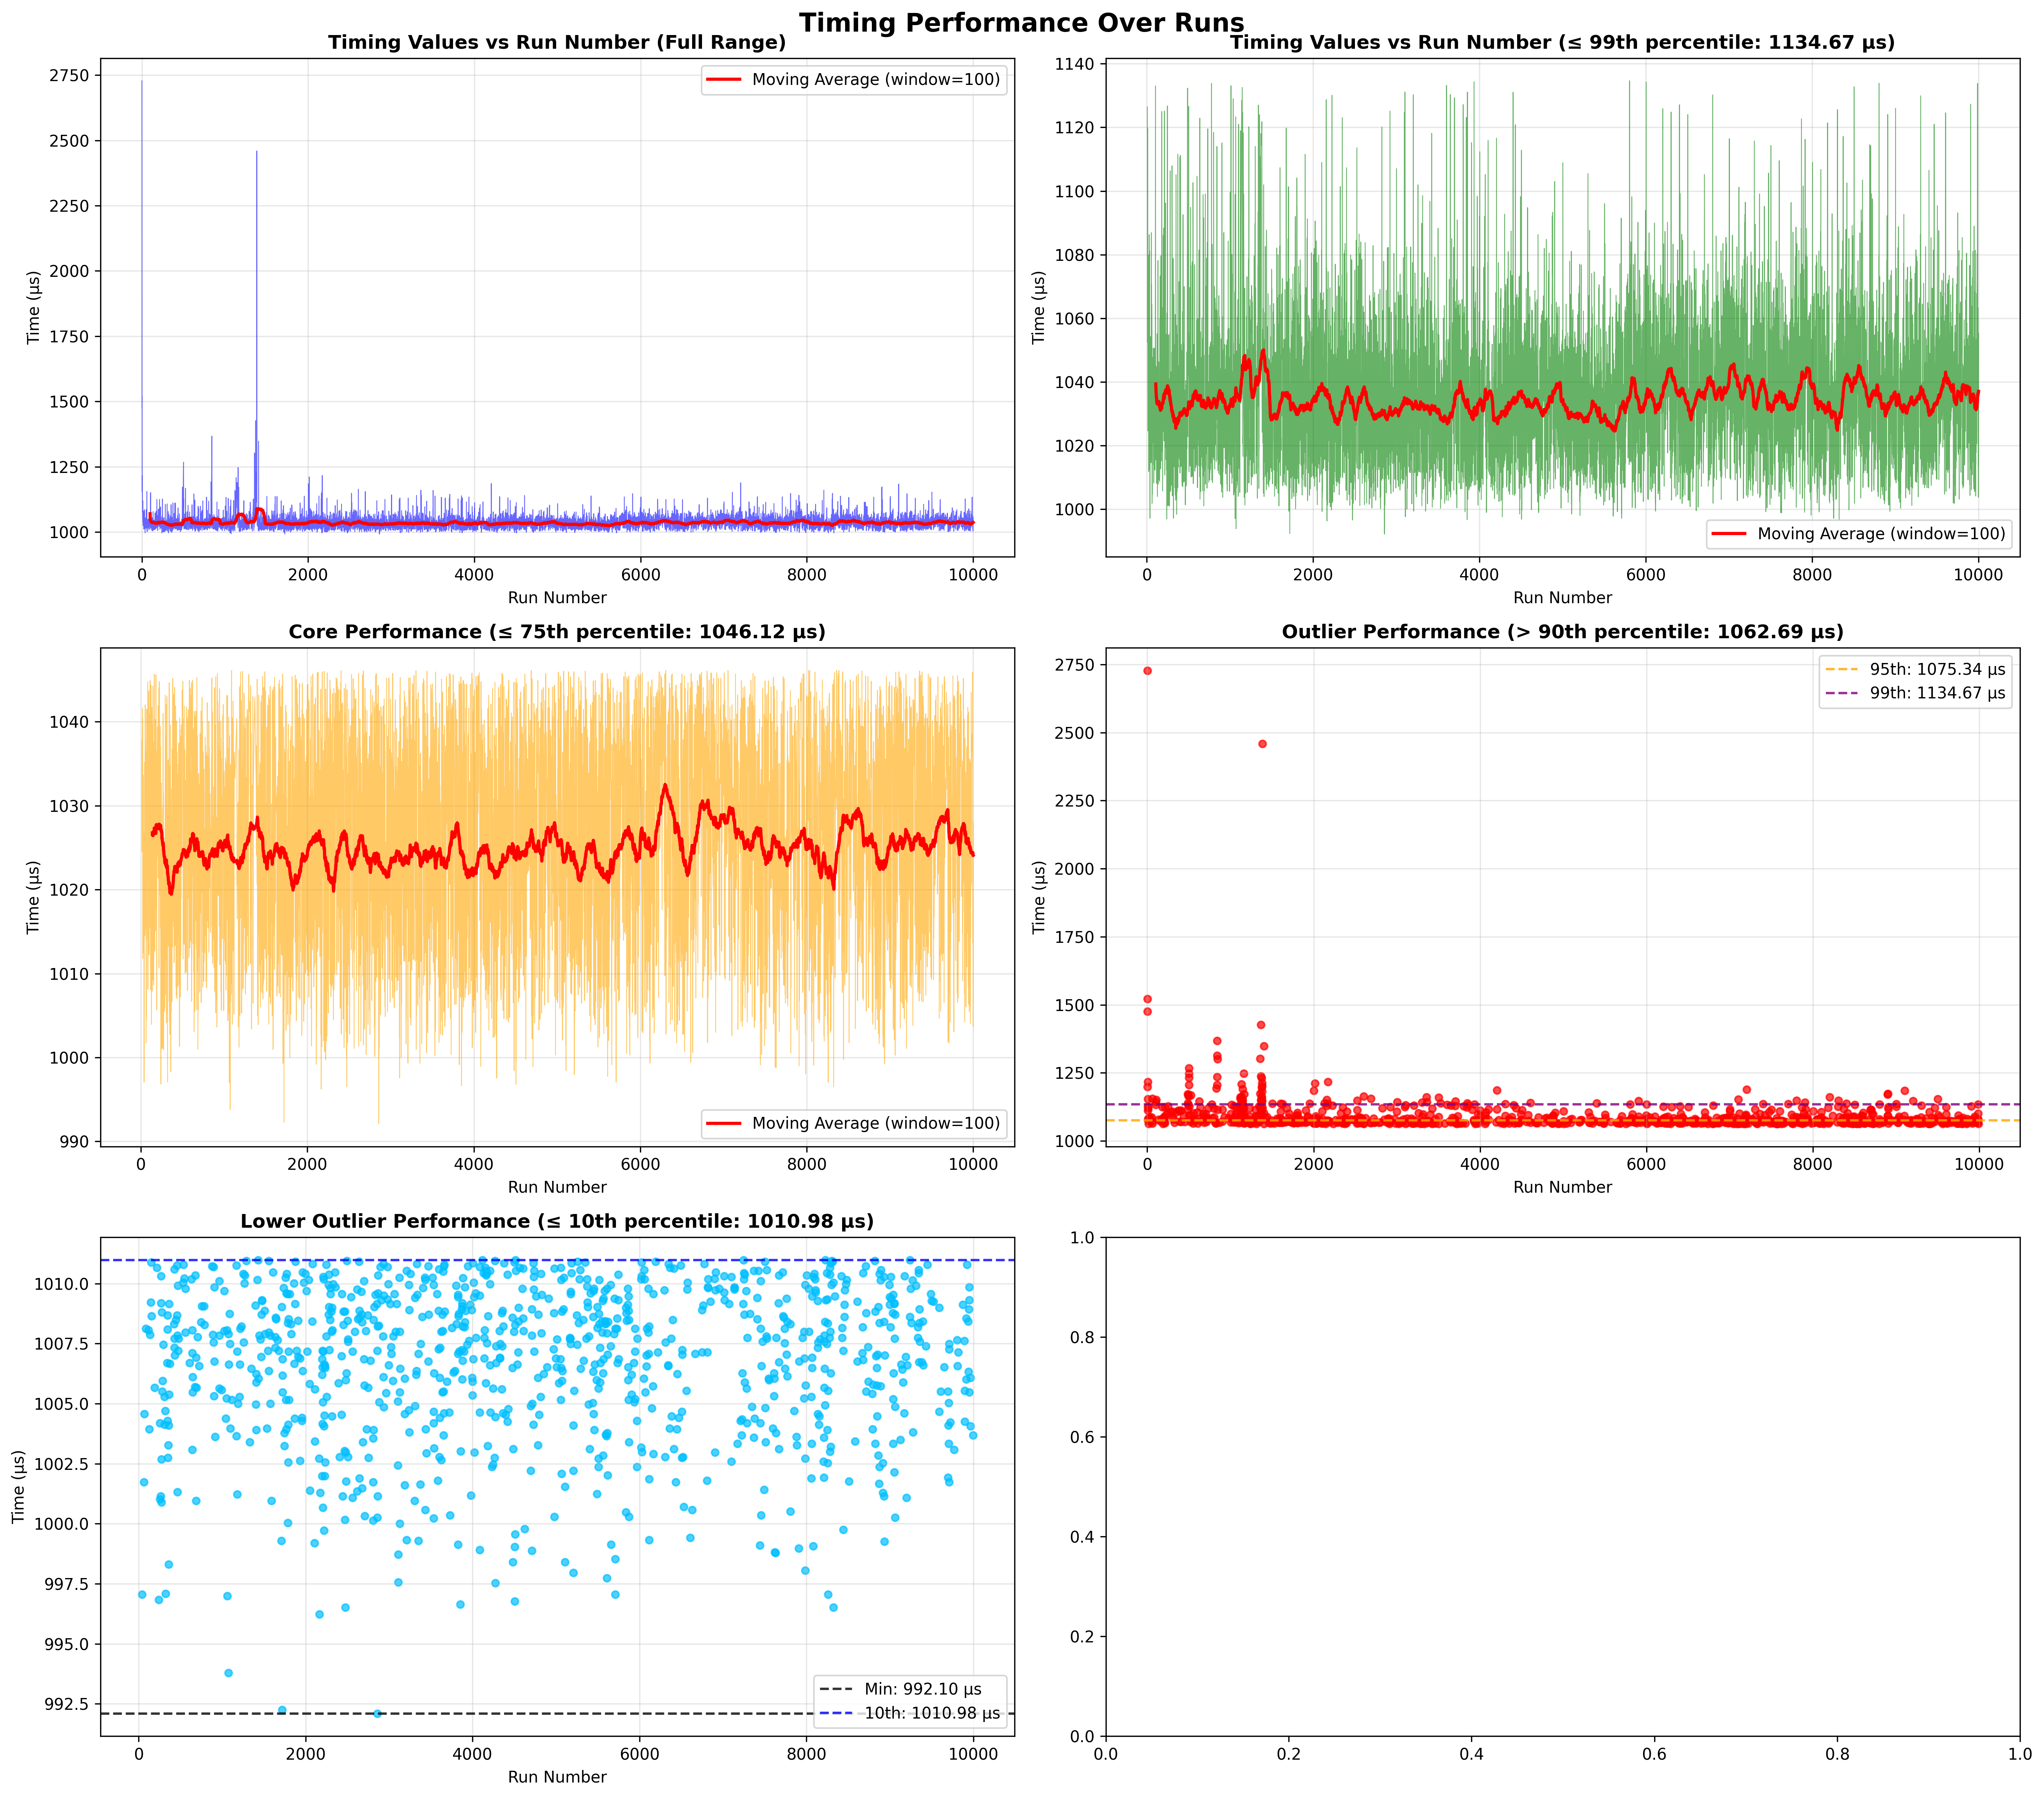 Timing Performance Over Runs
Timing Values vs Run Number (Full Range)
2750
2500
2250
2000
1750
1500
1250
1000
Time (µs)
0 2000 4000 6000 8000 10000
Run Number
Moving Average (window=100)
Timing Values vs Run Number (≤ 99th percentile: 1134.67 µs)
1140
1120
1100
1080
1060
1040
1020
1000
Time (µs)
0 2000 4000 6000 8000 10000
Run Number
Moving Average (window=100)
Core Performance (≤ 75th percentile: 1046.12 µs)
1040
1030
1020
1010
1000
990
Time (µs)
0 2000 4000 6000 8000 10000
Run Number
Moving Average (window=100)
Outlier Performance (> 90th percentile: 1062.69 µs)
2750
2500
2250
2000
1750
1500
1250
1000
Time (µs)
0 2000 4000 6000 8000 10000
Run Number
95th: 1075.34 µs
99th: 1134.67 µs
Lower Outlier Performance (≤ 10th percentile: 1010.98 µs)
1010.0
1007.5
1005.0
1002.5
1000.0
997.5
995.0
992.5
Time (µs)
0 2000 4000 6000 8000 10000
Run Number
Min: 992.10 µs
10th: 1010.98 µs
1.0
0.8
0.6
0.4
0.2
0.0
0.0 0.2 0.4 0.6 0.8 1.0